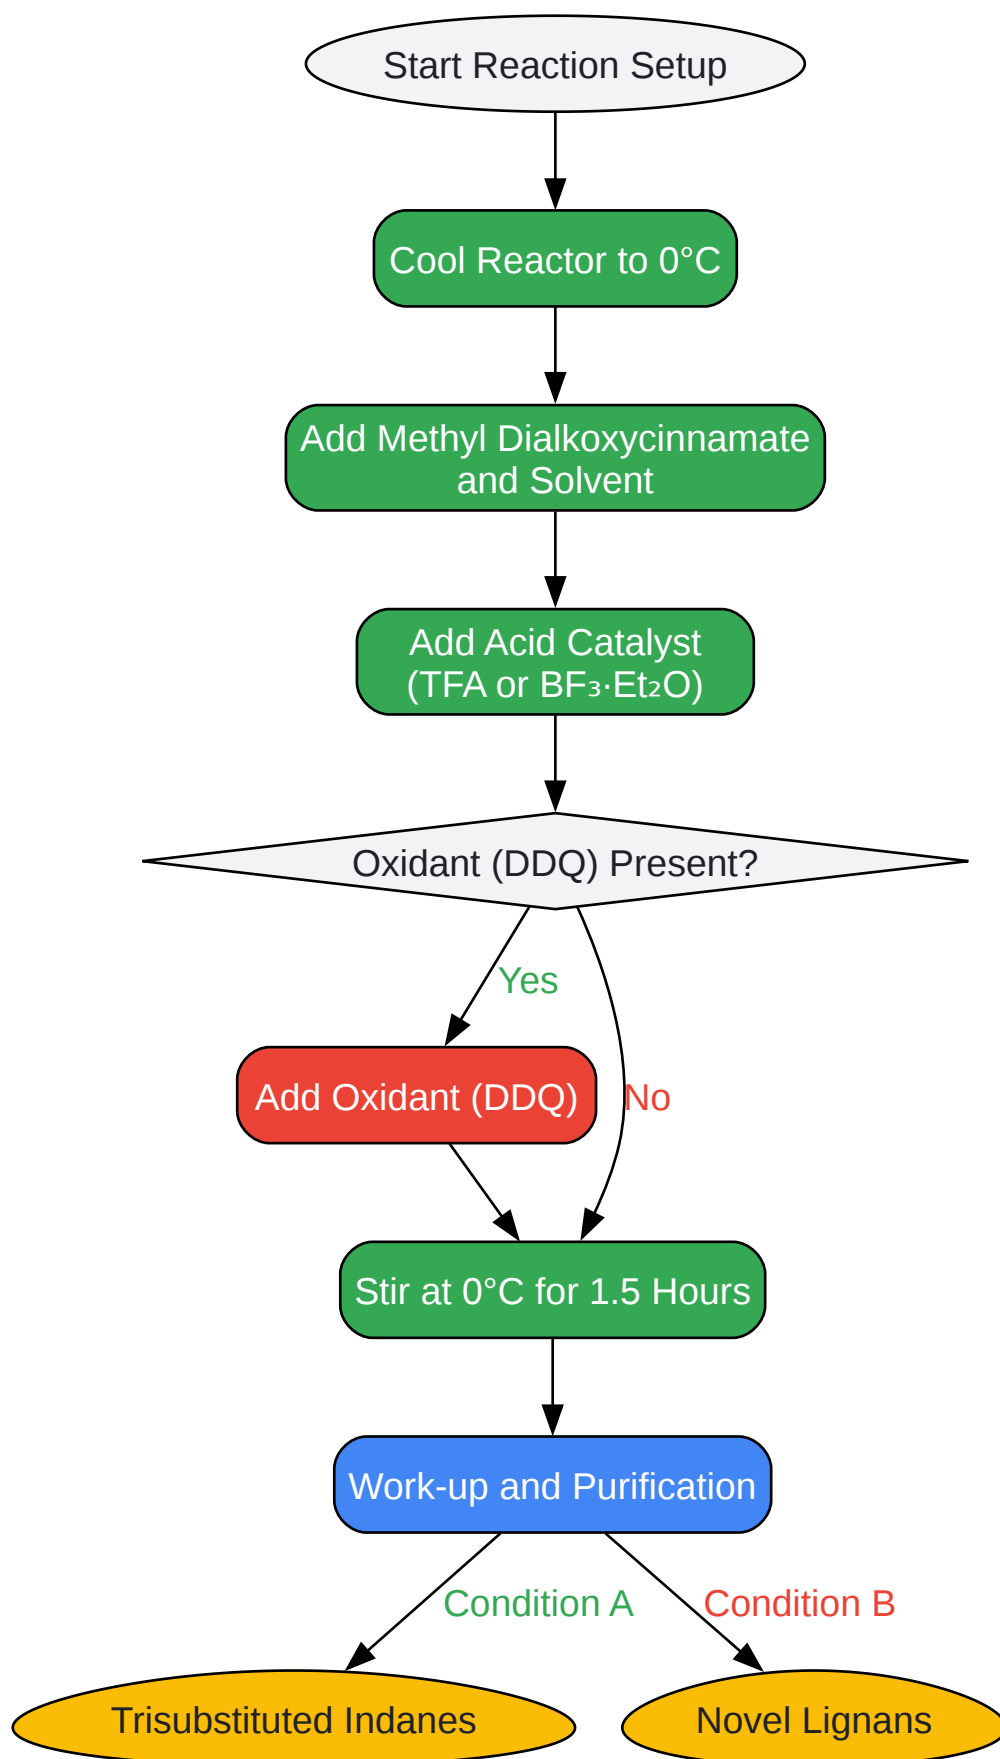 Start Reaction Setup
Cool Reactor to 0°C
Add Methyl Dialkoxycinnamate
and Solvent
Add Acid Catalyst
(TFA or BF₃·Et₂O)
Oxidant (DDQ) Present?
Yes
Add Oxidant (DDQ)
No
Stir at 0°C for 1.5 Hours
Work-up and Purification
Condition A
Condition B
Trisubstituted Indanes
Novel Lignans